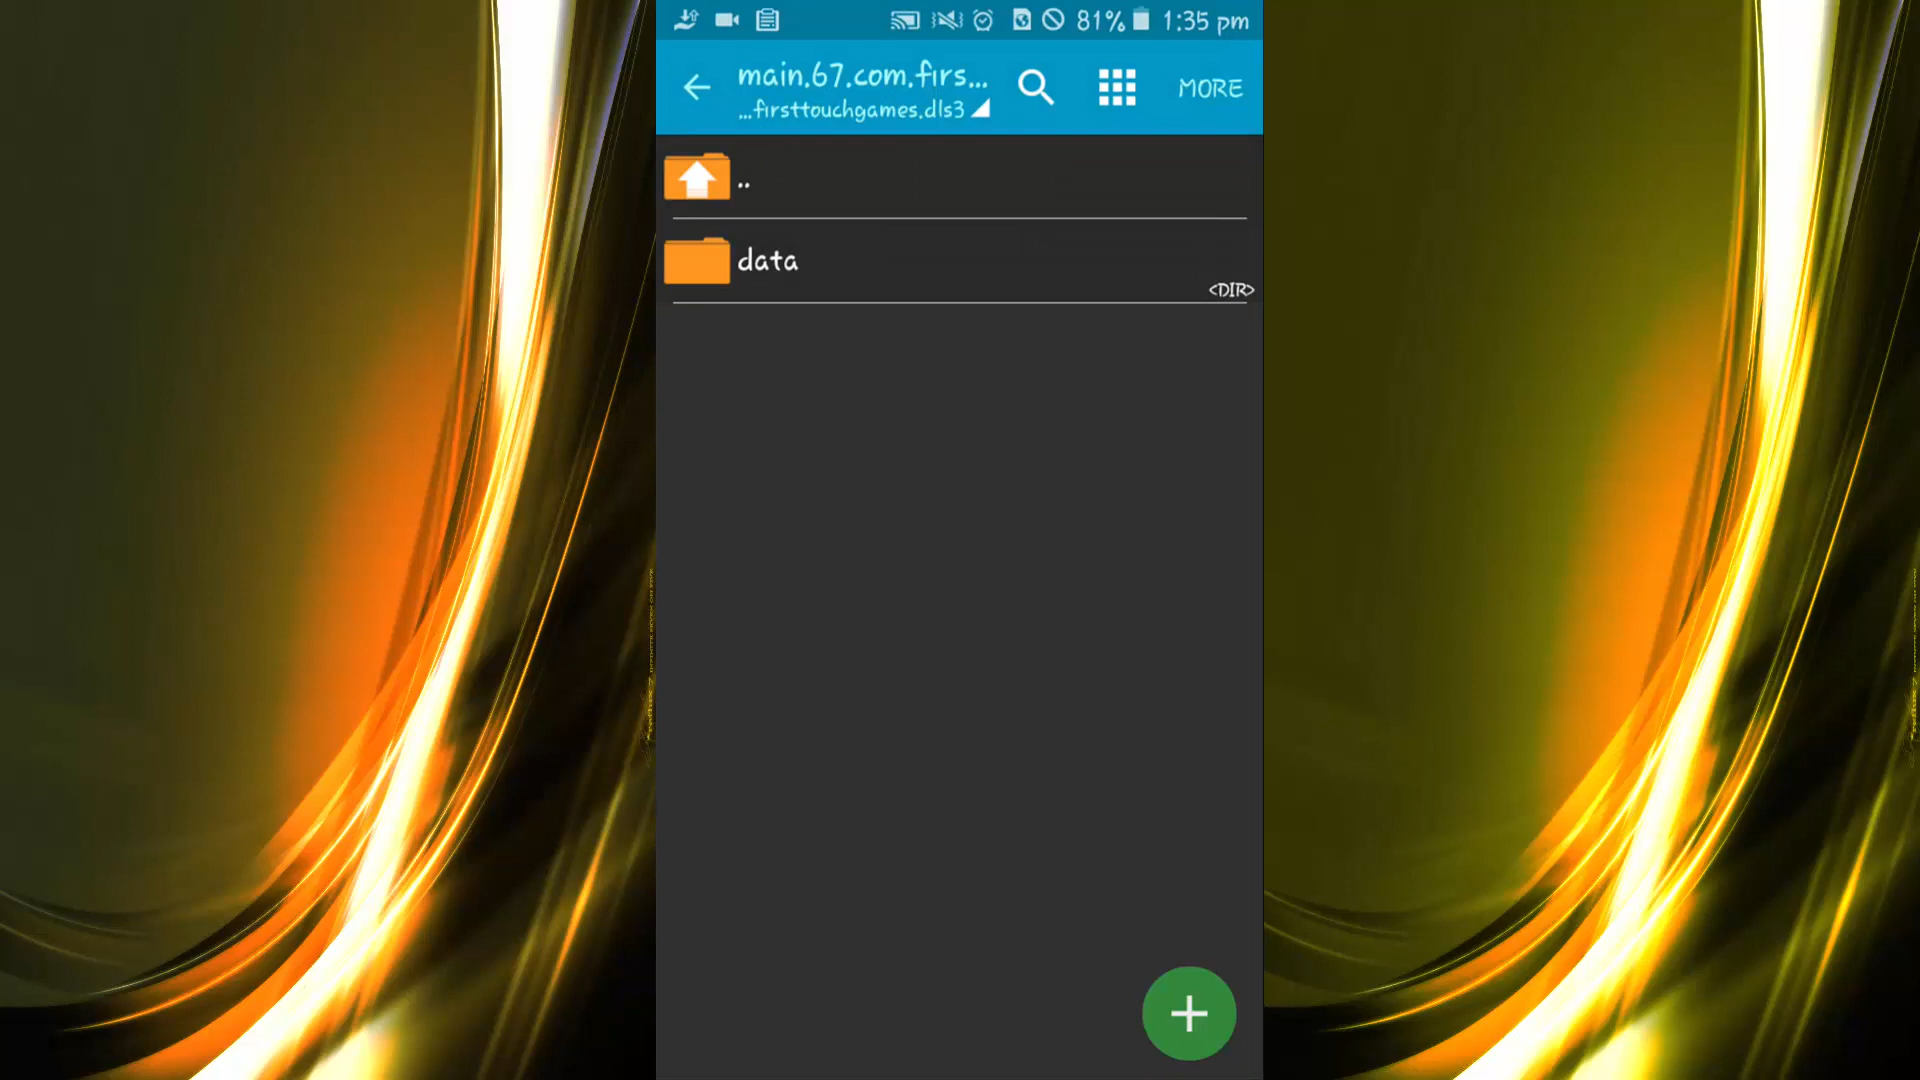 81% 1:35 pm
main.67.com.firs...
...firsttouchgames.dls3
MORE
..
data
<DIR>